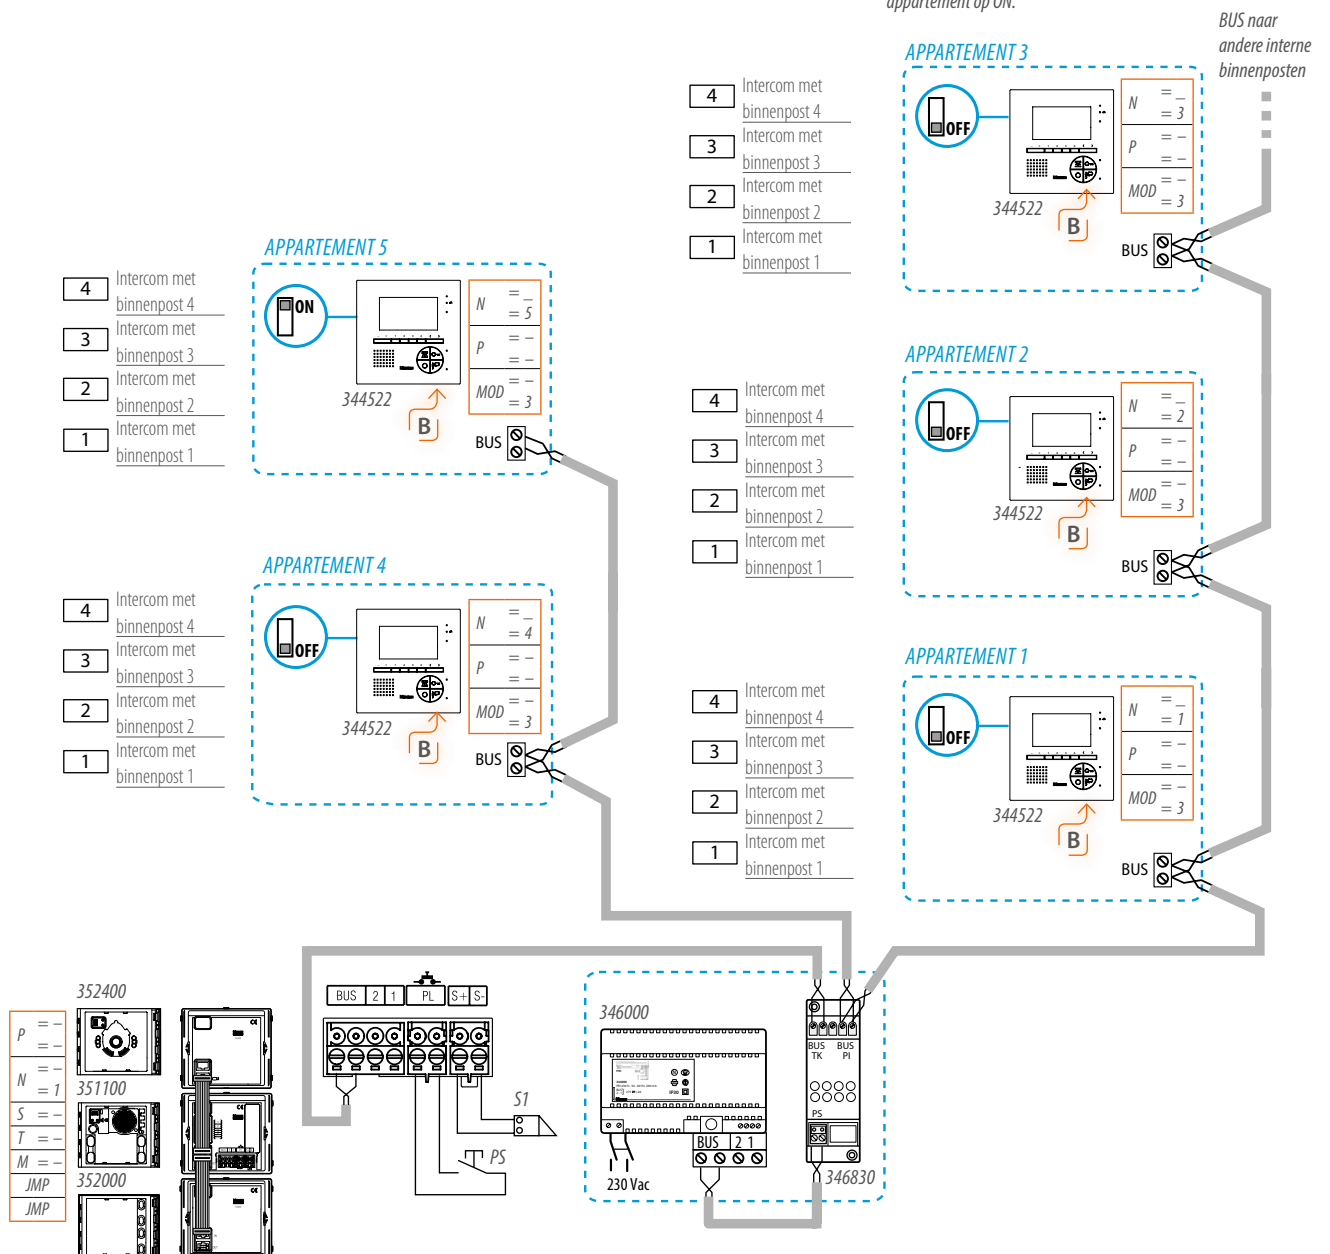 appartement op ON.
BUS naar
andere interne
binnenposten
APPARTEMENT 3
4 Intercom met
binnenpost 4
3 Intercom met
binnenpost 3
2 Intercom met
binnenpost 2
1 Intercom met
binnenpost 1
OFF
N = _
= 3
P = –
= –
MOD = –
= 3
344522
B
BUS
APPARTEMENT 5
4 Intercom met
binnenpost 4
3 Intercom met
binnenpost 3
2 Intercom met
binnenpost 2
1 Intercom met
binnenpost 1
ON
N = _
= 5
P = –
= –
MOD = –
= 3
344522
B
BUS
APPARTEMENT 2
4 Intercom met
binnenpost 4
3 Intercom met
binnenpost 3
2 Intercom met
binnenpost 2
1 Intercom met
binnenpost 1
OFF
N = _
= 2
P = –
= –
MOD = –
= 3
344522
B
BUS
APPARTEMENT 4
4 Intercom met
binnenpost 4
3 Intercom met
binnenpost 3
2 Intercom met
binnenpost 2
1 Intercom met
binnenpost 1
OFF
N = _
= 4
P = –
= –
MOD = –
= 3
344522
B
BUS
APPARTEMENT 1
4 Intercom met
binnenpost 4
3 Intercom met
binnenpost 3
2 Intercom met
binnenpost 2
1 Intercom met
binnenpost 1
OFF
N = _
= 1
P = –
= –
MOD = –
= 3
344522
B
BUS
352400
351100
352000
P = –
= –
N = –
= 1
S = –
T = –
M = –
JMP
JMP
BUS 2 1 PL S+ S-
S1
PS
346000
BUS 2 1
230 Vac
BUS BUS
TK PI
PS
346830